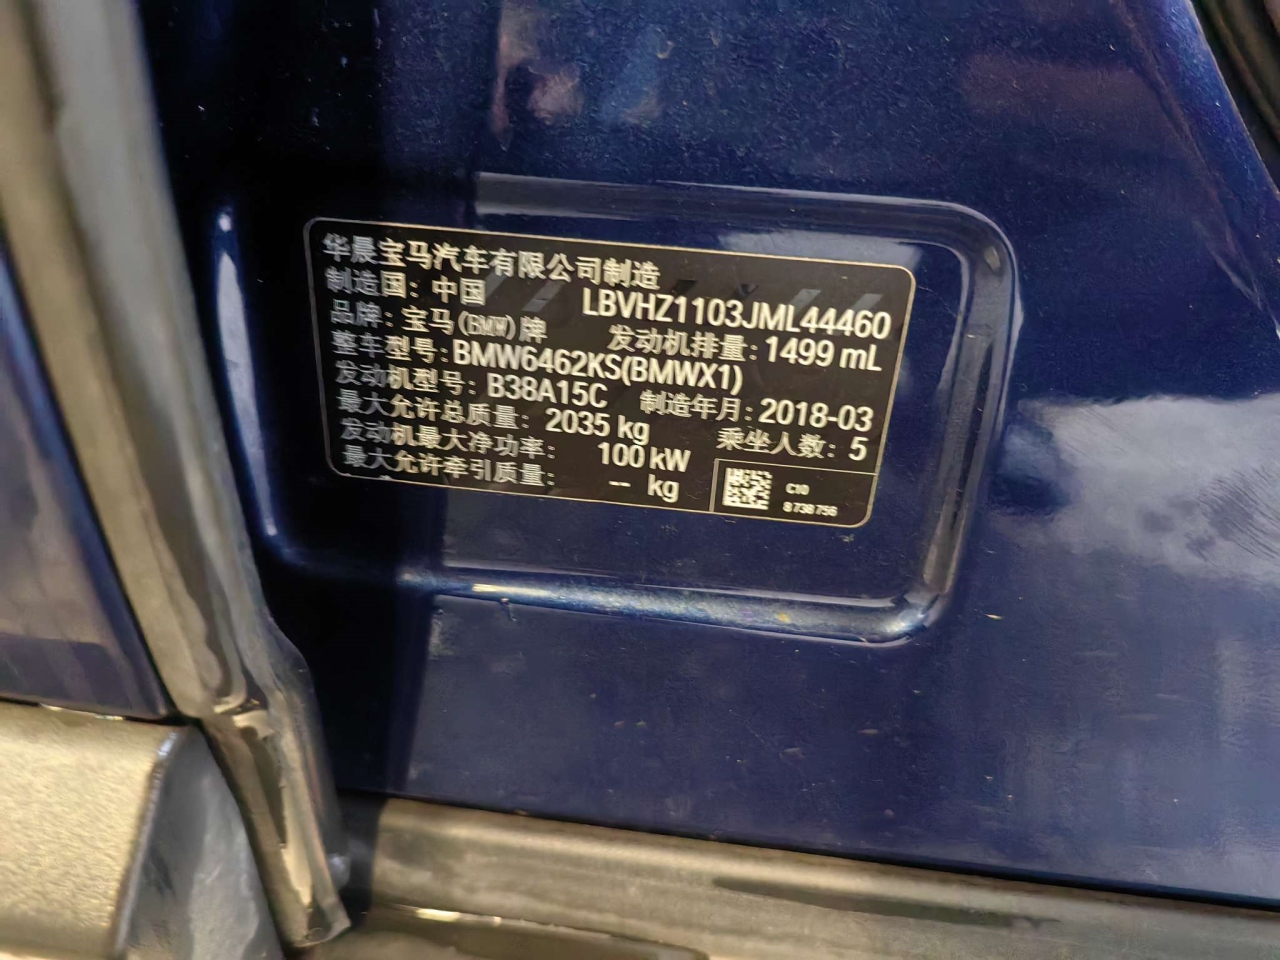 华晨宝马汽车有限公司制造
制造国：中国 LBVHZ1103JML44460
品牌：宝马(BMW)牌 发动机排量：1499 mL
整车型号：BMW6462KS(BMWX1)
发动机型号：B38A15C 制造年月：2018-03
最大允许总质量：2035 kg 乘坐人数：5
发动机最大净功率：100 kW
最大允许牵引质量：-- kg
C10
8738756